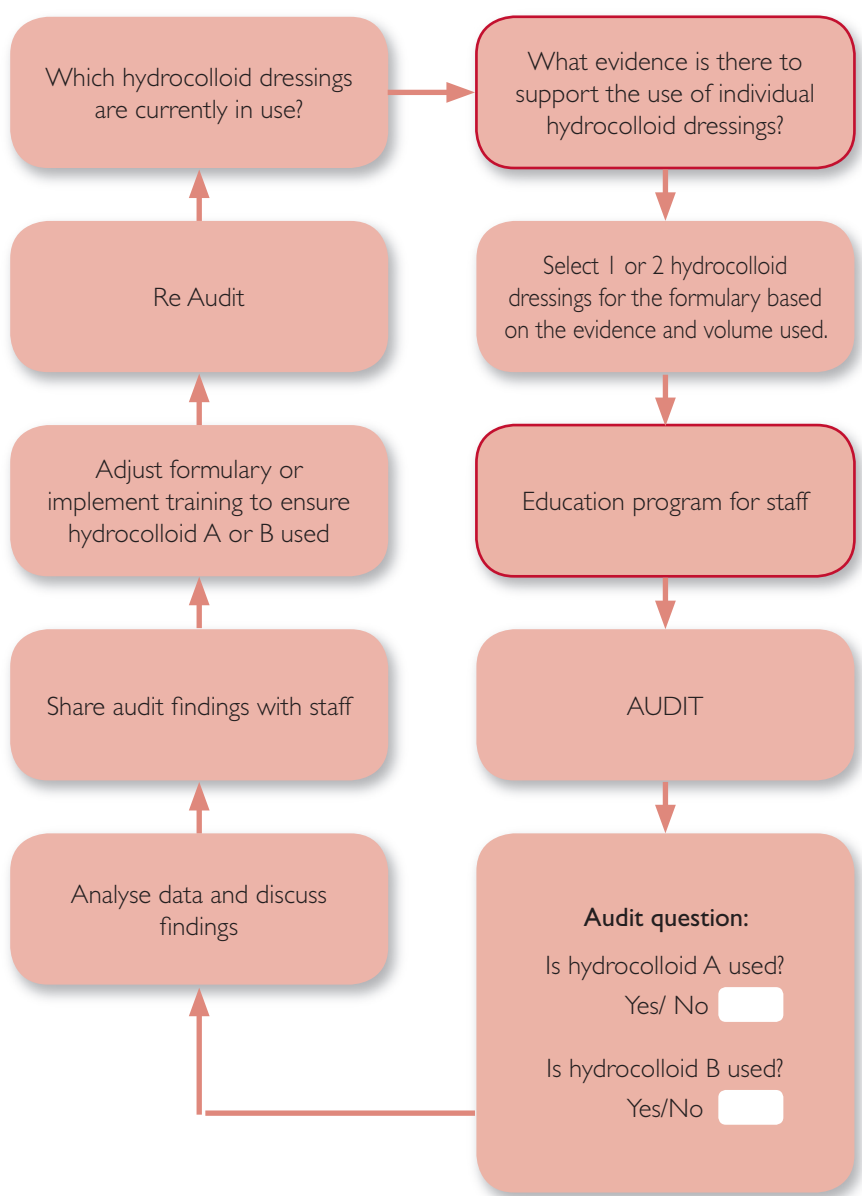 Which hydrocolloid dressings
are currently in use?
What evidence is there to
support the use of individual
hydrocolloid dressings?
Select 1 or 2 hydrocolloid
dressings for the formulary based
on the evidence and volume used.
Education program for staff
AUDIT
Audit question:
Is hydrocolloid A used?
Yes/ No
Is hydrocolloid B used?
Yes/No
Analyse data and discuss
findings
Share audit findings with staff
Adjust formulary or
implement training to ensure
hydrocolloid A or B used
Re Audit